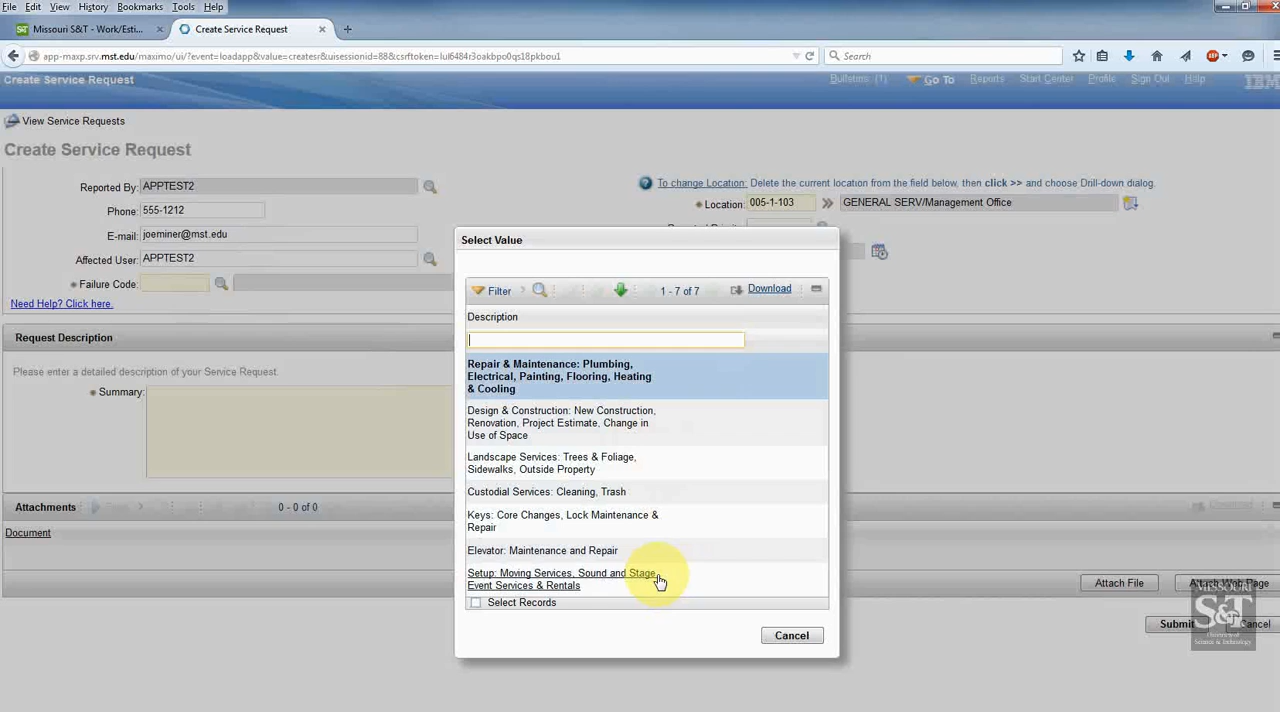 File Edit View History Bookmarks Tools Help
Missouri S&T - Work/Esti... × Create Service Request × +
app-maxp.srv.mst.edu/maximo/ui/?event=loadapp&value=createsr&uisessionid=88&csrftoken=lul6484r3oakbpo0qs18pkbou1 Search
Create Service Request Bulletins: (1) Go To Reports Start Center Profile Sign Out Help IBM
View Service Requests
Create Service Request
Reported By: APPTEST2
To change Location: Delete the current location from the field below, then click >> and choose Drill-down dialog.
Phone: 555-1212
Location: 005-1-103 GENERAL SERV/Management Office
E-mail: joeminer@mst.edu
Affected User: APPTEST2
Failure Code:
Need Help? Click here.
Request Description
Please enter a detailed description of your Service Request.
Summary:
Attachments 0 - 0 of 0
Document
Attach File Attach Web Page
Submit Cancel
Select Value
Filter 1 - 7 of 7 Download
Description
Repair & Maintenance: Plumbing,
Electrical, Painting, Flooring, Heating
& Cooling
Design & Construction: New Construction,
Renovation, Project Estimate, Change in
Use of Space
Landscape Services: Trees & Foliage,
Sidewalks, Outside Property
Custodial Services: Cleaning, Trash
Keys: Core Changes, Lock Maintenance &
Repair
Elevator: Maintenance and Repair
Setup: Moving Services, Sound and Stage,
Event Services & Rentals
Select Records
Cancel
MISSOURI
S&T
University of
Science & Technology